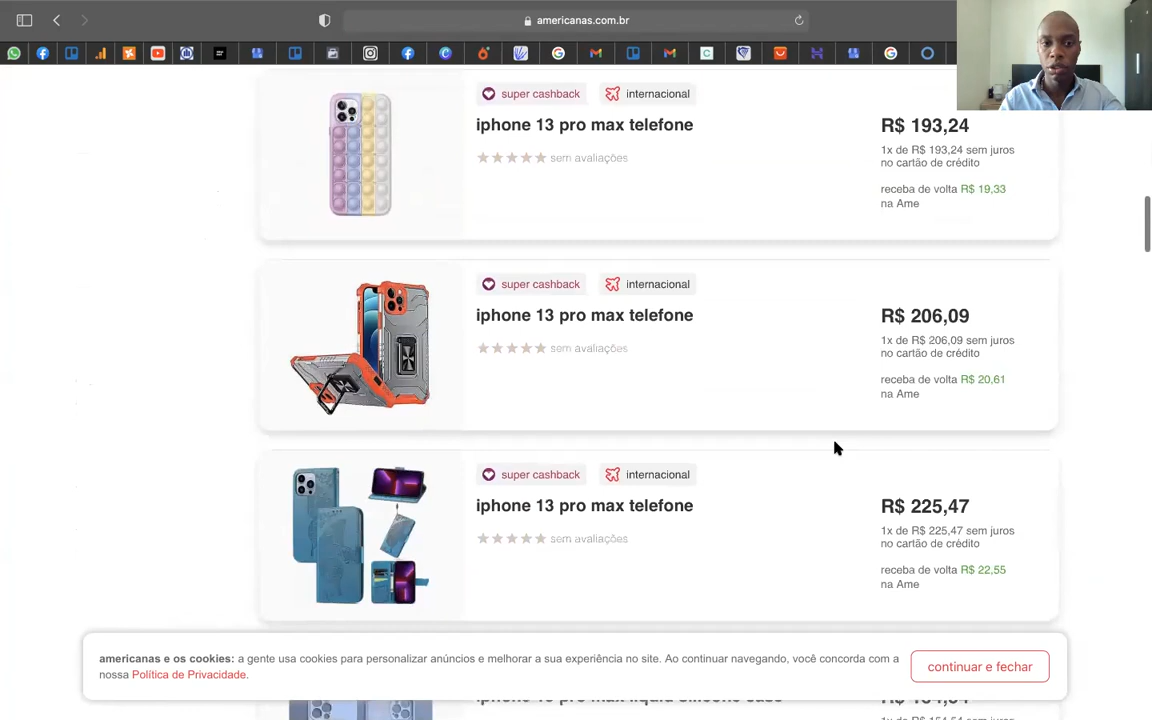 americanas.com.br
super cashback
internacional
iphone 13 pro max telefone
sem avaliações
R$ 193,24
1x de R$ 193,24 sem juros
no cartão de crédito
receba de volta R$ 19,33
na Ame
super cashback
internacional
iphone 13 pro max telefone
sem avaliações
R$ 206,09
1x de R$ 206,09 sem juros
no cartão de crédito
receba de volta R$ 20,61
na Ame
super cashback
internacional
iphone 13 pro max telefone
sem avaliações
R$ 225,47
1x de R$ 225,47 sem juros
no cartão de crédito
receba de volta R$ 22,55
na Ame
americanas e os cookies: a gente usa cookies para personalizar anúncios e melhorar a sua experiência no site. Ao continuar navegando, você concorda com a
nossa Política de Privacidade.
continuar e fechar